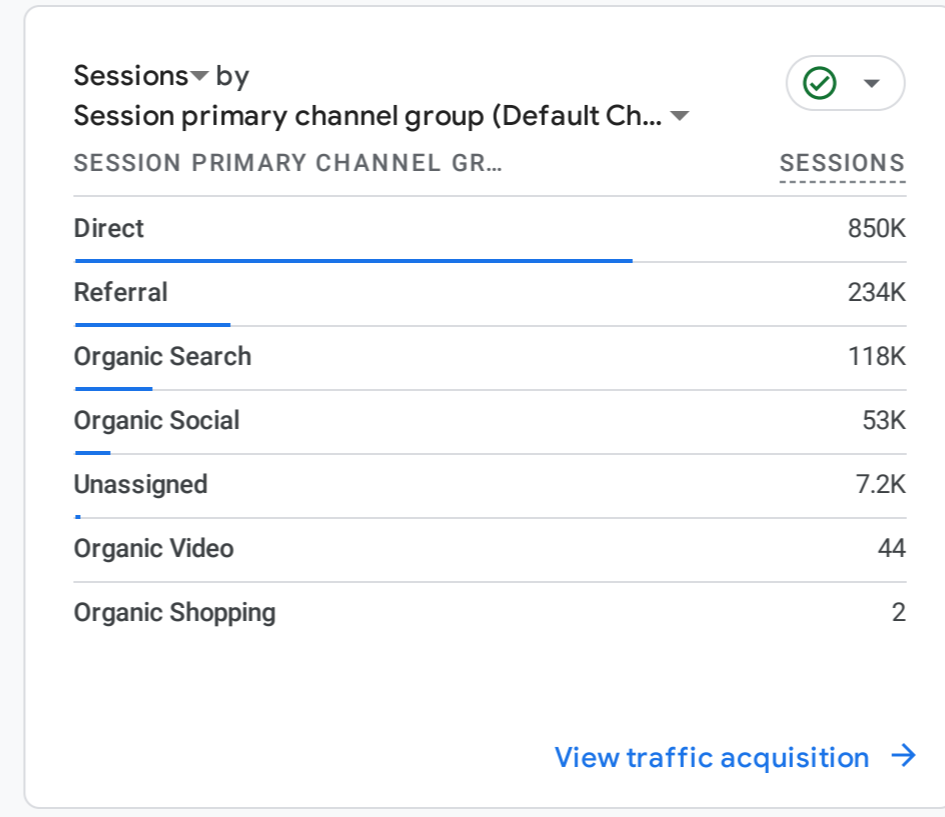 Sessions by
Session primary channel group (Default Ch...
SESSION PRIMARY CHANNEL GR... SESSIONS
Direct 850K
Referral 234K
Organic Search 118K
Organic Social 53K
Unassigned 7.2K
Organic Video 44
Organic Shopping 2
View traffic acquisition